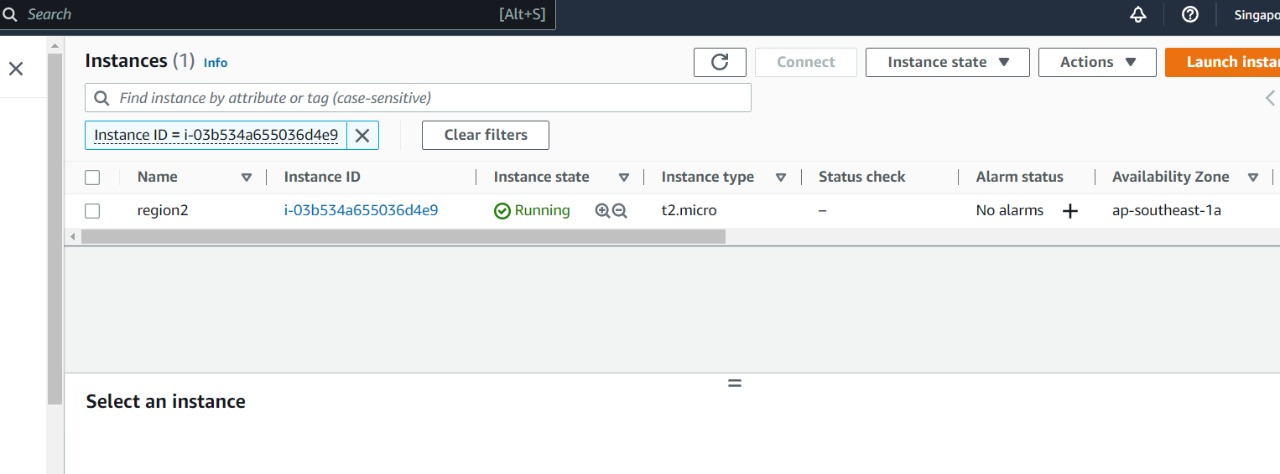 Search [Alt+S] Singapo
Instances (1) Info Connect Instance state Actions Launch instan
Find instance by attribute or tag (case-sensitive)
Instance ID = i-03b534a655036d4e9 Clear filters
Name Instance ID Instance state Instance type Status check Alarm status Availability Zone
region2 i-03b534a655036d4e9 Running t2.micro – No alarms + ap-southeast-1a
Select an instance